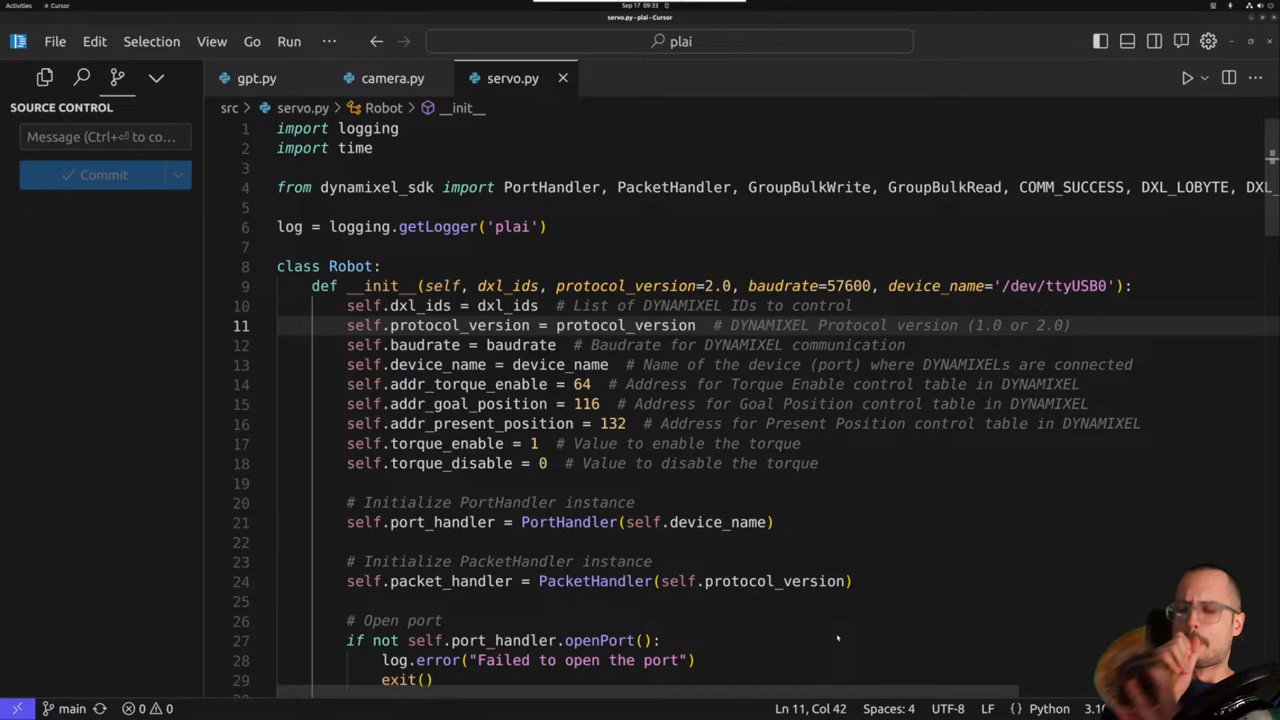 Activities
Cursor
Sep 17 09:33
servo.py - plai - Cursor
File Edit Selection View Go Run ···
plai
gpt.py
camera.py
servo.py
SOURCE CONTROL
src > servo.py > Robot > __init__
Message (Ctrl+⏎ to co...
Commit
1 import logging
2 import time
3
4 from dynamixel_sdk import PortHandler, PacketHandler, GroupBulkWrite, GroupBulkRead, COMM_SUCCESS, DXL_LOBYTE, DXL_
5
6 log = logging.getLogger('plai')
7
8 class Robot:
9 def __init__(self, dxl_ids, protocol_version=2.0, baudrate=57600, device_name='/dev/ttyUSB0'):
10 self.dxl_ids = dxl_ids # List of DYNAMIXEL IDs to control
11 self.protocol_version = protocol_version # DYNAMIXEL Protocol version (1.0 or 2.0)
12 self.baudrate = baudrate # Baudrate for DYNAMIXEL communication
13 self.device_name = device_name # Name of the device (port) where DYNAMIXELs are connected
14 self.addr_torque_enable = 64 # Address for Torque Enable control table in DYNAMIXEL
15 self.addr_goal_position = 116 # Address for Goal Position control table in DYNAMIXEL
16 self.addr_present_position = 132 # Address for Present Position control table in DYNAMIXEL
17 self.torque_enable = 1 # Value to enable the torque
18 self.torque_disable = 0 # Value to disable the torque
19
20 # Initialize PortHandler instance
21 self.port_handler = PortHandler(self.device_name)
22
23 # Initialize PacketHandler instance
24 self.packet_handler = PacketHandler(self.protocol_version)
25
26 # Open port
27 if not self.port_handler.openPort():
28 log.error("Failed to open the port")
29 exit()
main
0 0
Ln 11, Col 42
Spaces: 4
UTF-8
LF
{ } Python